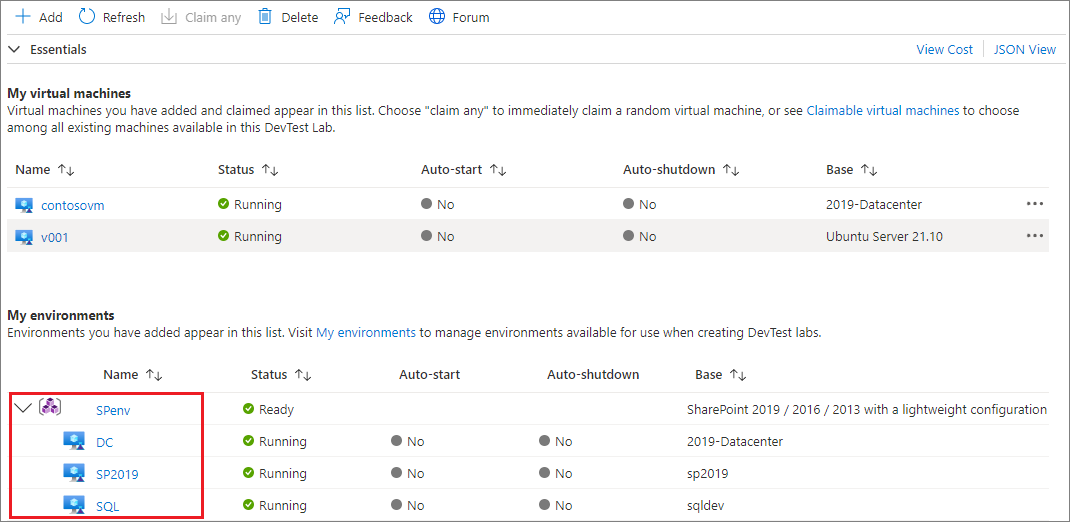 Add Refresh Claim any Delete Feedback Forum
Essentials View Cost JSON View
My virtual machines
Virtual machines you have added and claimed appear in this list. Choose "claim any" to immediately claim a random virtual machine, or see Claimable virtual machines to choose
among all existing machines available in this DevTest Lab.
Name Status Auto-start Auto-shutdown Base
contosovm Running No No 2019-Datacenter
v001 Running No No Ubuntu Server 21.10
My environments
Environments you have added appear in this list. Visit My environments to manage environments available for use when creating DevTest labs.
Name Status Auto-start Auto-shutdown Base
SPenv Ready SharePoint 2019 / 2016 / 2013 with a lightweight configuration
DC Running No No 2019-Datacenter
SP2019 Running No No sp2019
SQL Running No No sqldev